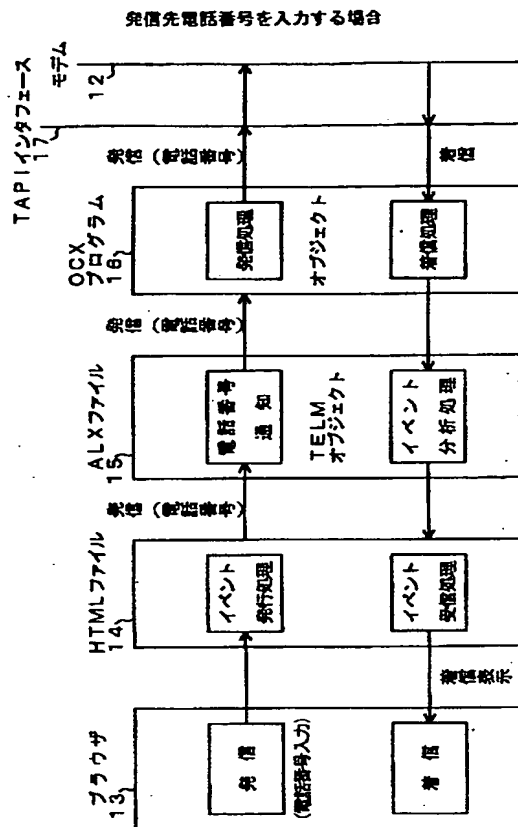 発信先電話番号を入力する場合
ブラウザ
13
発信
(電話番号入力)
着信
着信表示
HTMLファイル
14
イベント
発行処理
イベント
受信処理
発信(電話番号)
ALXファイル
15
電話番号
通知
TELM
オブジェクト
イベント
分析処理
発信(電話番号)
OCX
プログラム
16
発信処理
オブジェクト
着信処理
発信(電話番号)
着信
TAPIインタフェース
17
モデム
12